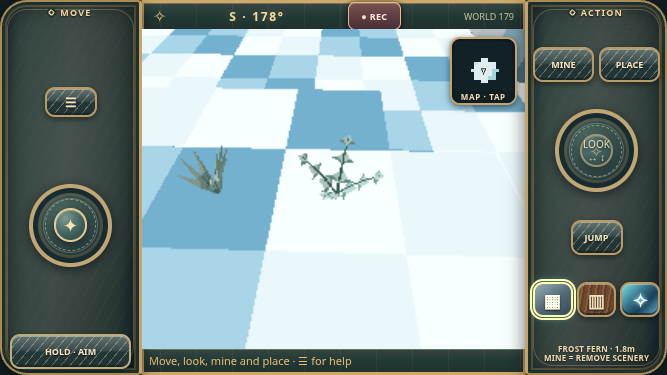 MOVE
S · 178°
● REC
WORLD 179
ACTION
MINE
PLACE
MAP · TAP
LOOK
JUMP
HOLD · AIM
Move, look, mine and place · ☰ for help
FROST FERN · 1.8m
MINE = REMOVE SCENERY